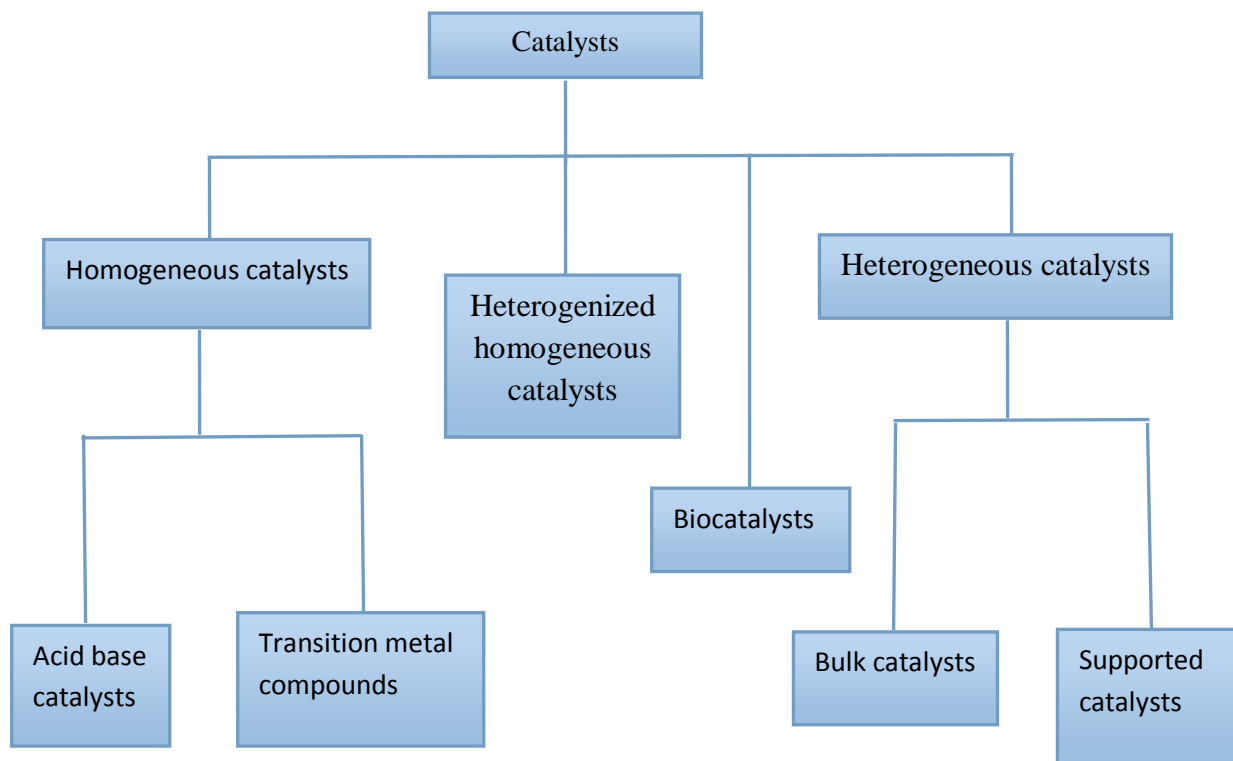 Catalysts
Homogeneous catalysts
Heterogenized
homogeneous
catalysts
Biocatalysts
Heterogeneous catalysts
Acid base
catalysts
Transition metal
compounds
Bulk catalysts
Supported
catalysts